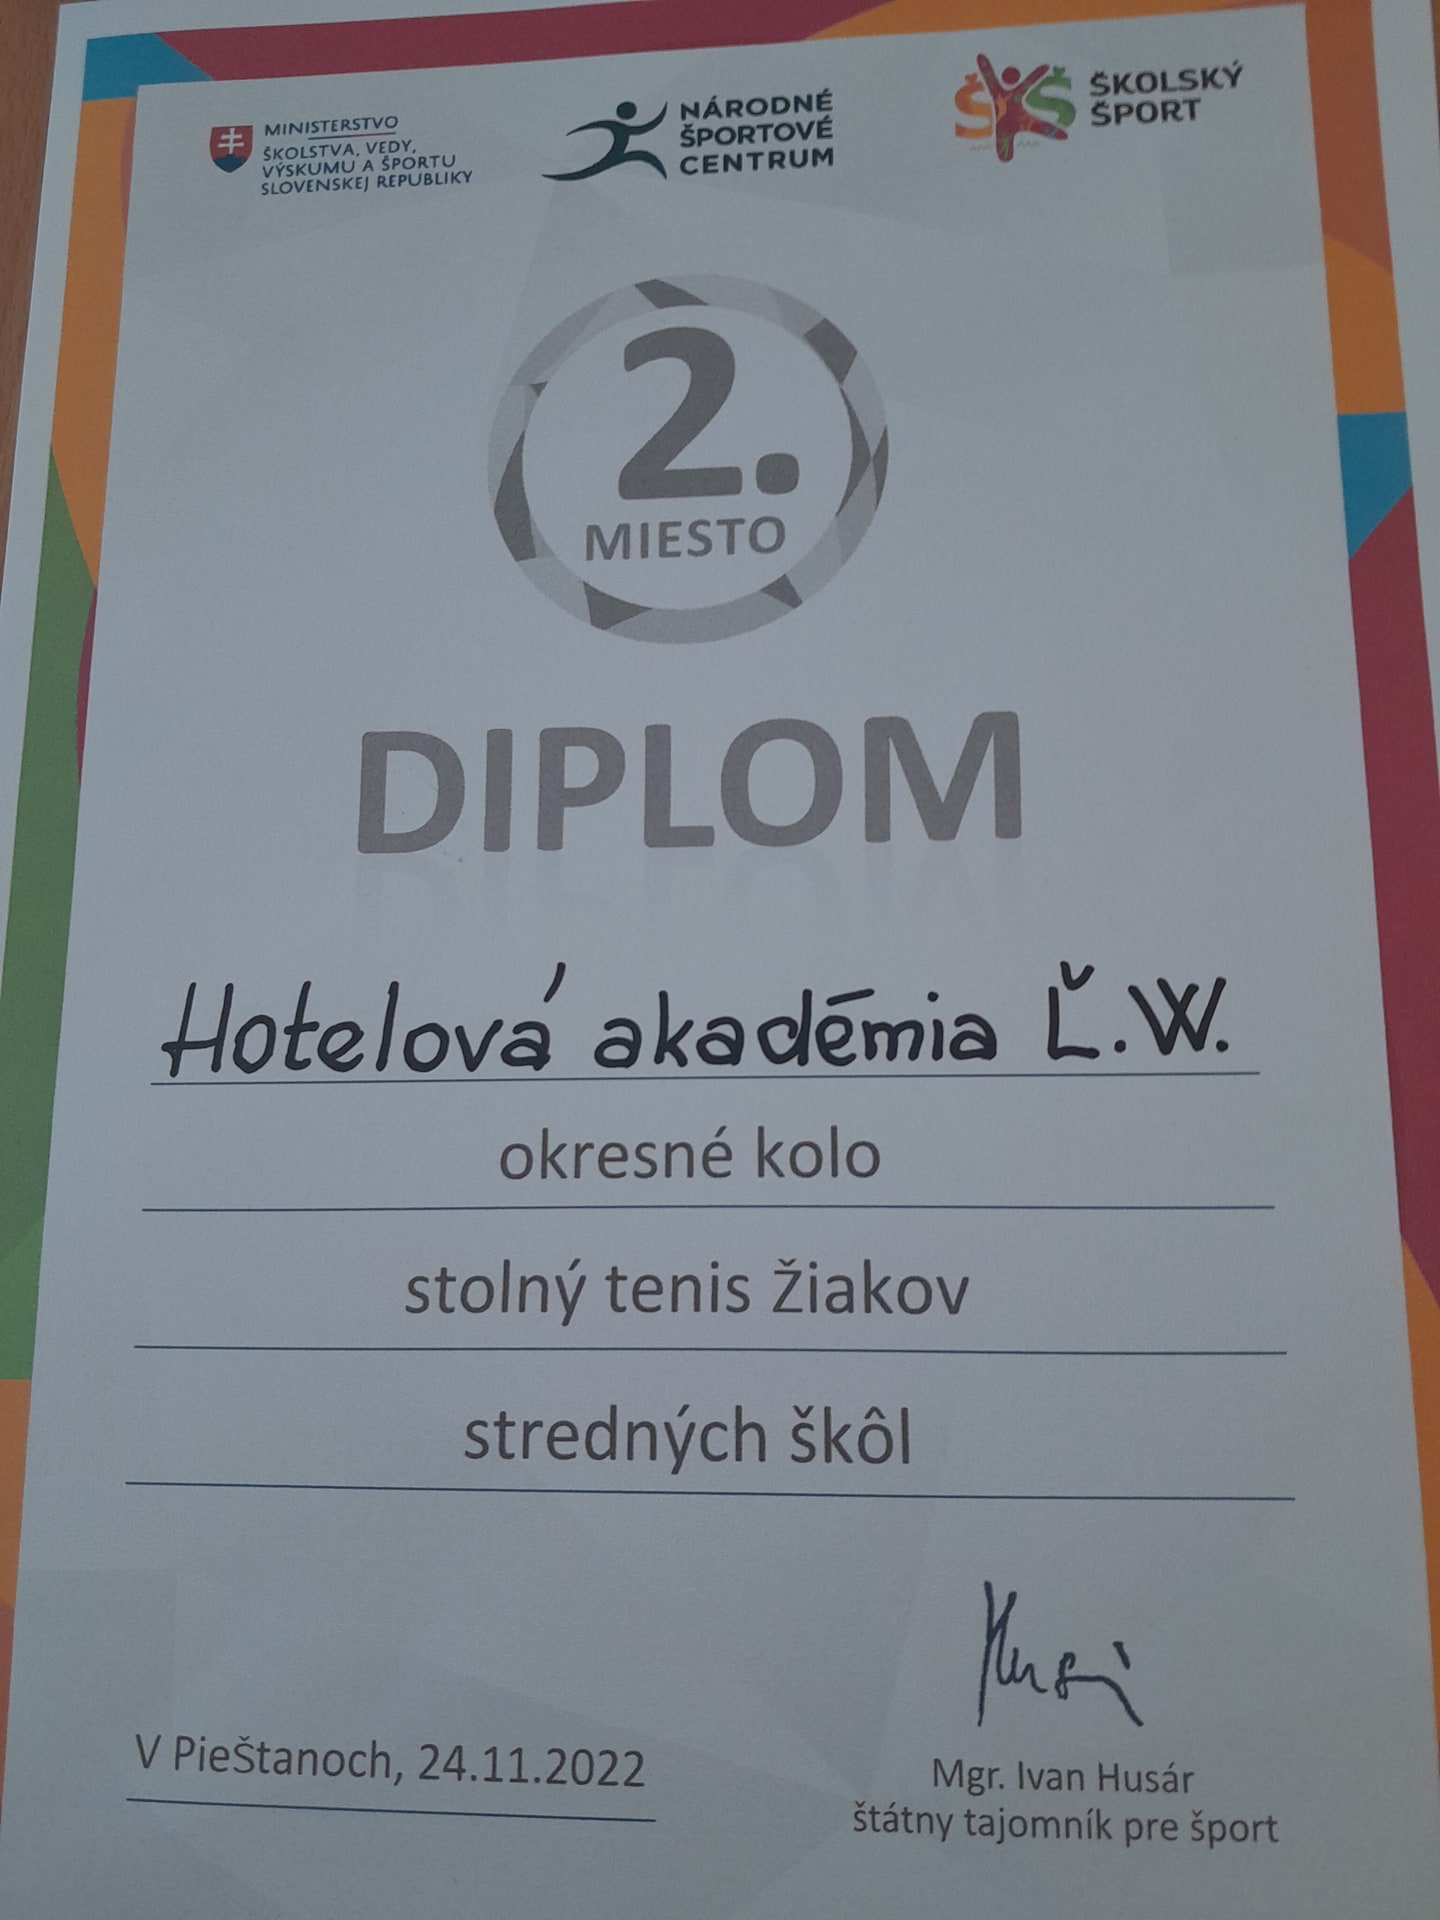 MINISTERSTVO
ŠKOLSTVA, VEDY,
VÝSKUMU A ŠPORTU
SLOVENSKEJ REPUBLIKY
NÁRODNÉ
ŠPORTOVÉ
CENTRUM
ŠKOLSKÝ
ŠPORT
2.
MIESTO
DIPLOM
Hotelová akadémia Ľ.W.
okresné kolo
stolný tenis žiakov
stredných škôl
V Piešťanoch, 24.11.2022
Mgr. Ivan Husár
štátny tajomník pre šport